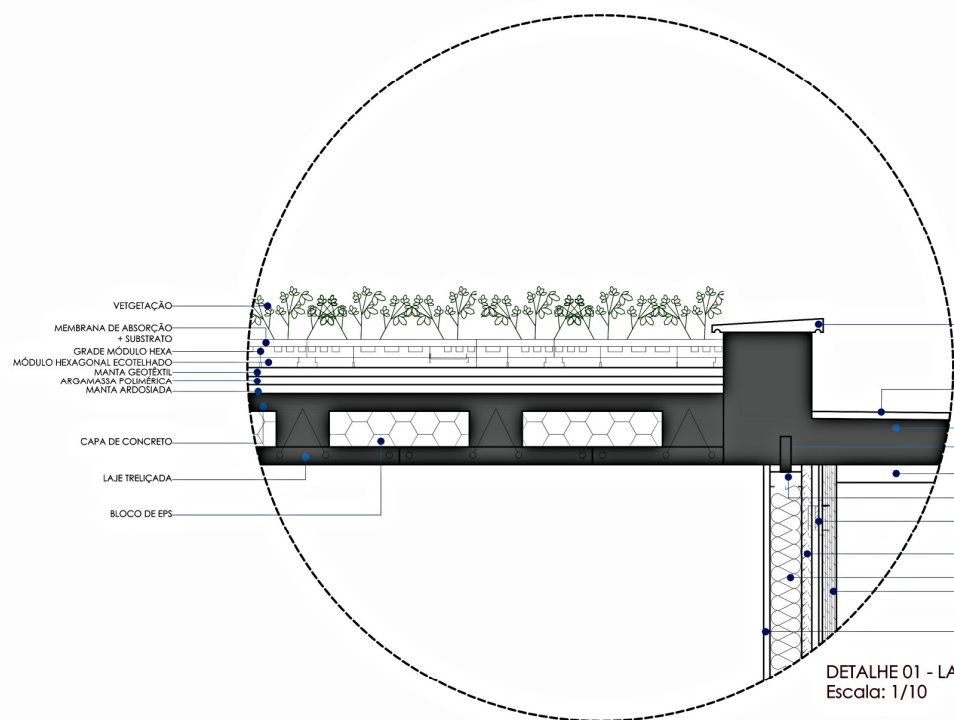 VETGETAÇÃO
MEMBRANA DE ABSORÇÃO
+ SUBSTRATO
GRADE MÓDULO HEXA
MÓDULO HEXAGONAL ECOTELHADO
MANTA GEOTÊXTIL
ARGAMASSA POLIMÉRICA
MANTA ARDOSIADA
CAPA DE CONCRETO
LAJE TRELIÇADA
BLOCO DE EPS
DETALHE 01 - LA
Escala: 1/10